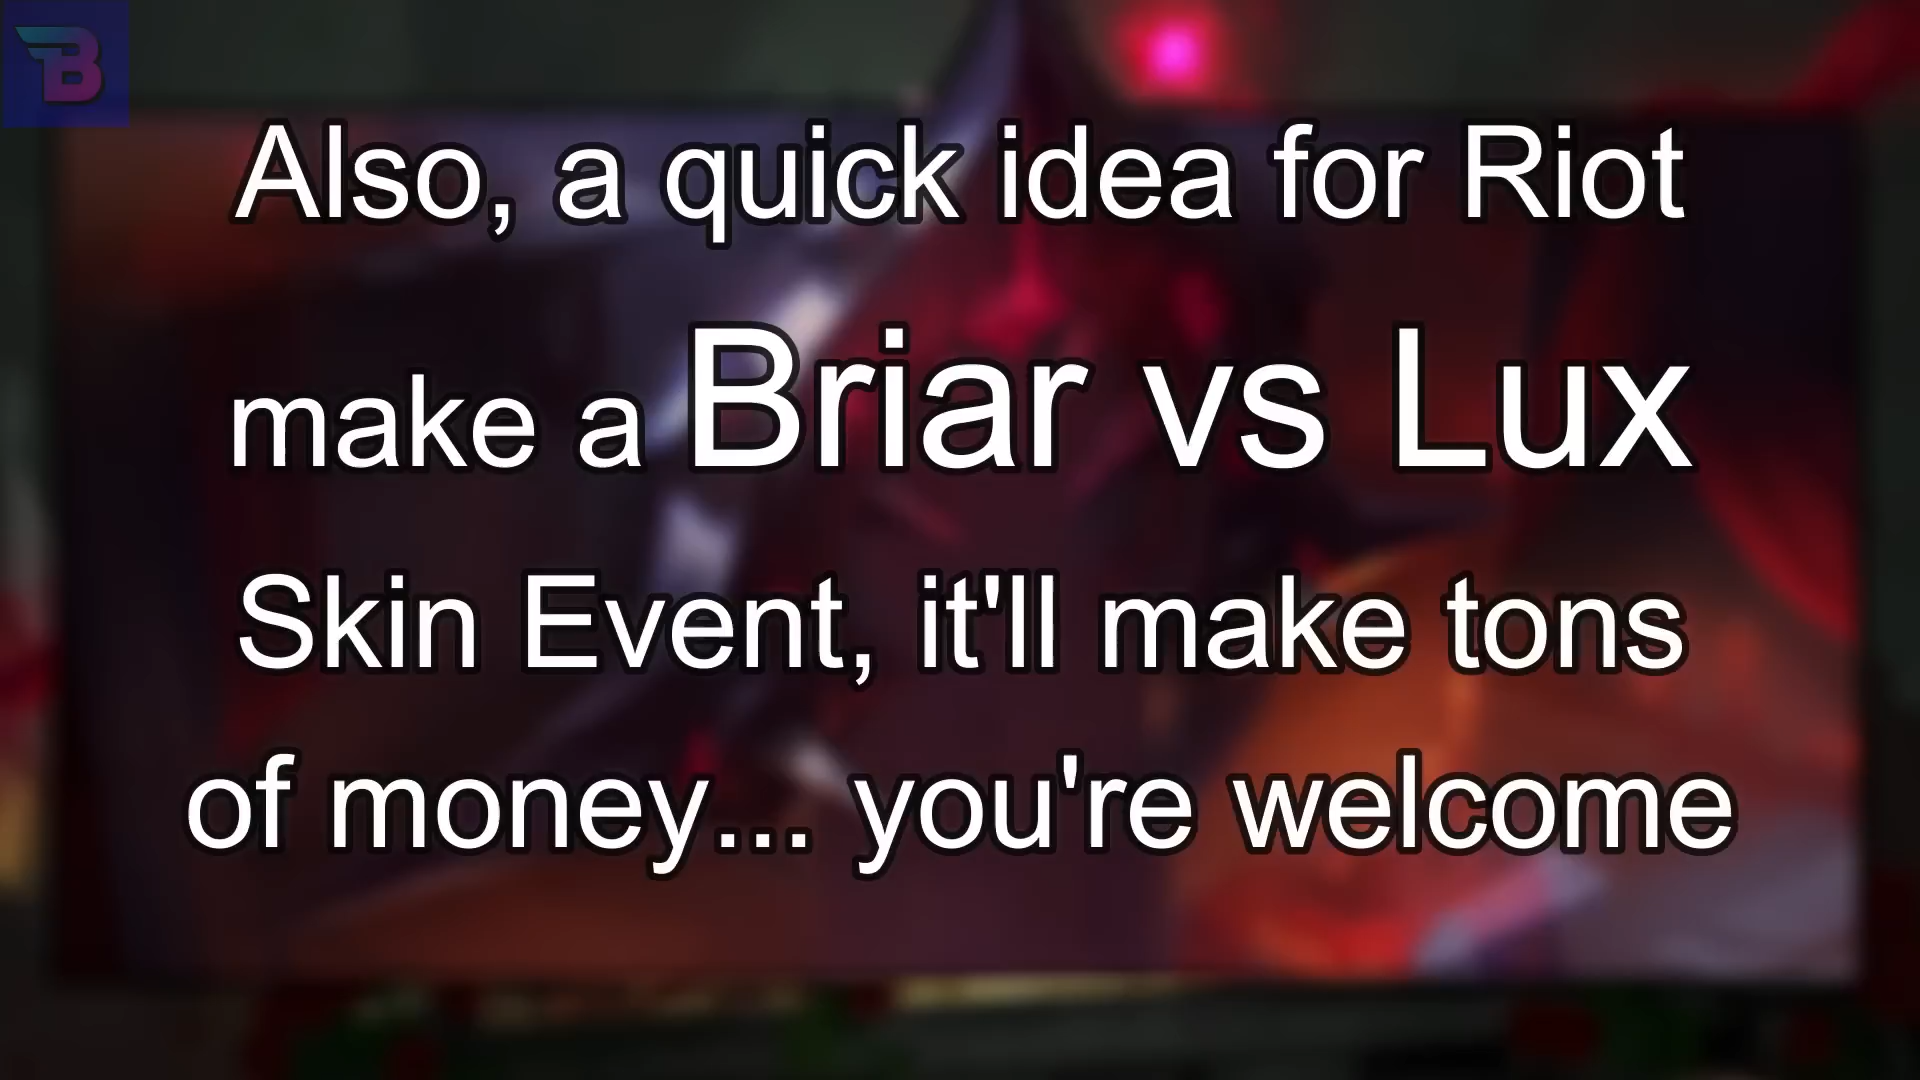 B
Also, a quick idea for Riot
make a Briar vs Lux
Skin Event, it'll make tons
of money... you're welcome